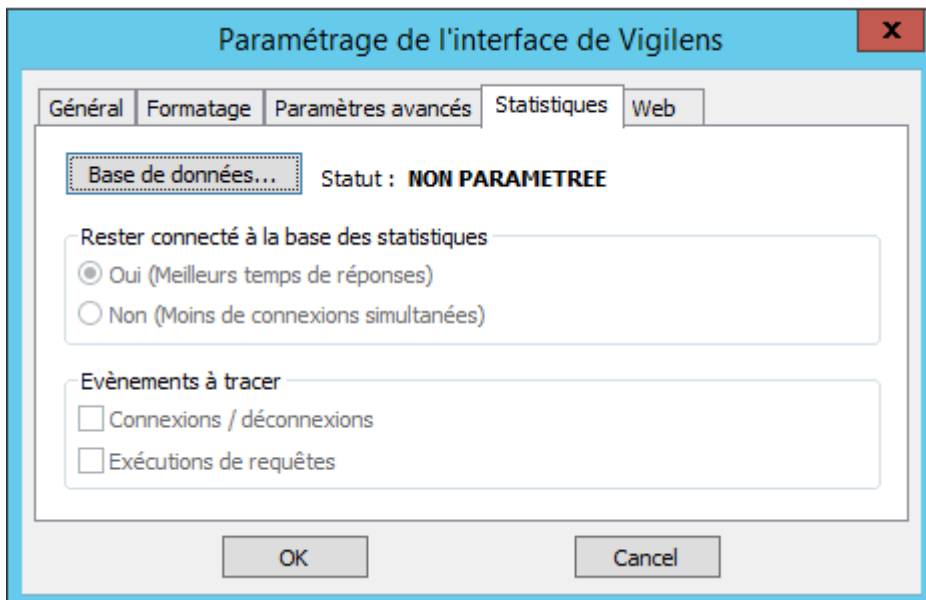 Paramétrage de l'interface de Vigilens
x
Général Formatage Paramètres avancés Statistiques Web
Base de données... Statut : NON PARAMETREE
Rester connecté à la base des statistiques
Oui (Meilleurs temps de réponses)
Non (Moins de connexions simultanées)
Evènements à tracer
Connexions / déconnexions
Exécutions de requêtes
OK Cancel